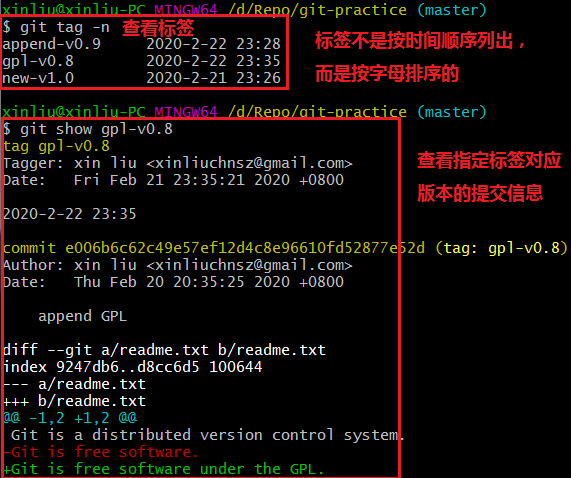 xinliu@xinliu-PC MINGW64 /d/Repo/git-practice (master)
$ git tag -n 查看标签
append-v0.9 2020-2-22 23:28
gpl-v0.8 2020-2-22 23:35
new-v1.0 2020-2-21 23:26
标签不是按时间顺序列出，
而是按字母排序的
xinliu@xinliu-PC MINGW64 /d/Repo/git-practice (master)
$ git show gpl-v0.8
tag gpl-v0.8
Tagger: xin liu <xinliuchnsz@gmail.com>
Date: Fri Feb 21 23:35:21 2020 +0800
2020-2-22 23:35
查看指定标签对应
版本的提交信息
commit e006b6c62c49e57ef12d4c8e96610fd52877e52d (tag: gpl-v0.8)
Author: xin liu <xinliuchnsz@gmail.com>
Date: Thu Feb 20 20:35:25 2020 +0800
append GPL
diff --git a/readme.txt b/readme.txt
index 9247db6..d8cc6d5 100644
--- a/readme.txt
+++ b/readme.txt
@@ -1,2 +1,2 @@
Git is a distributed version control system.
-Git is free software.
+Git is free software under the GPL.